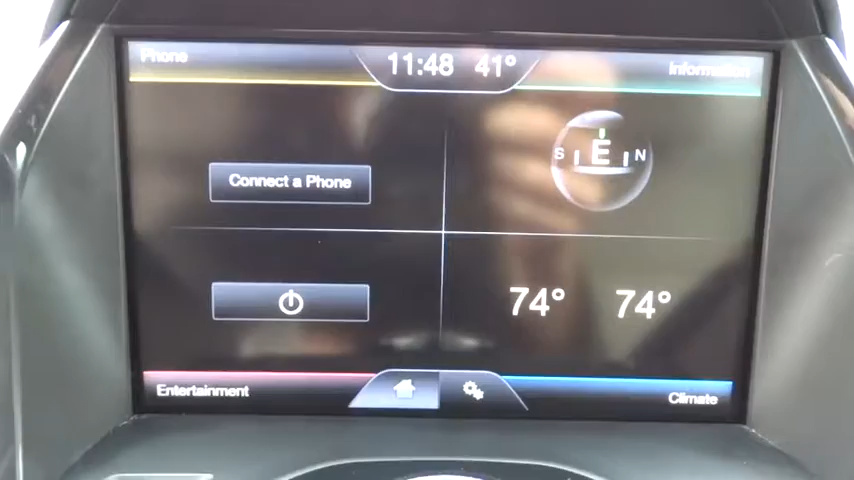 Phone
11:48 41°
Information
Connect a Phone
S E N
74° 74°
Entertainment
Climate